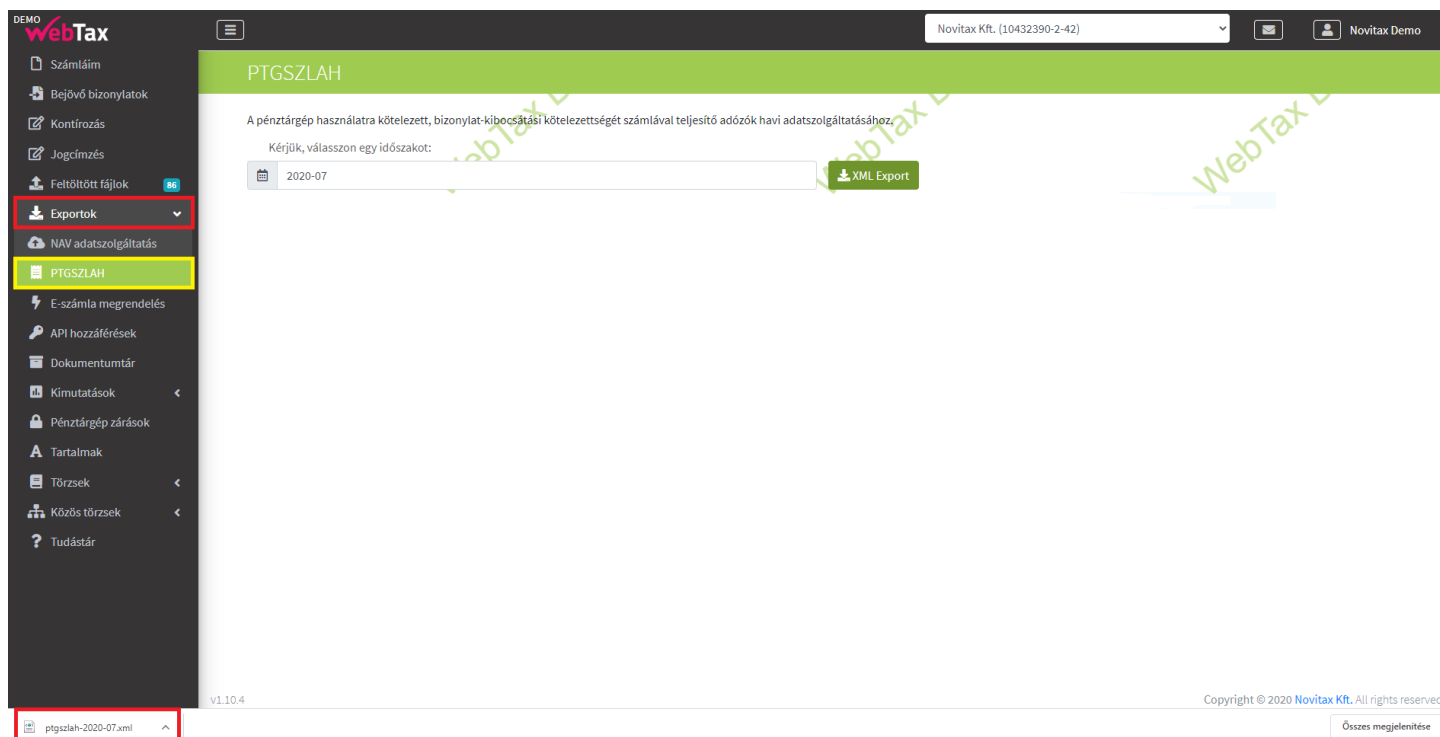 DEMO
WebTax
Novitax Kft. (10432390-2-42)
Novitax Demo
Számláim
Bejövő bizonylatok
Kontírozás
Jogcímzés
Feltöltött fájlok 86
Exportok
NAV adatszolgáltatás
PTGSZLAH
E-számla megrendelés
API hozzáférések
Dokumentumtár
Kimutatások
Pénztárgép zárások
Tartalmak
Törzsek
Közös törzsek
Tudástár
PTGSZLAH
A pénztárgép használatra kötelezett, bizonylat-kibocsátási kötelezettségét számlával teljesítő adózók havi adatszolgáltatásához.
Kérjük, válasszon egy időszakot:
2020-07
XML Export
WebTax D
WebTax D
WebTax
v1.10.4
Copyright © 2020 Novitax Kft. All rights reserved
ptgszlah-2020-07.xml
Összes megjelenítése